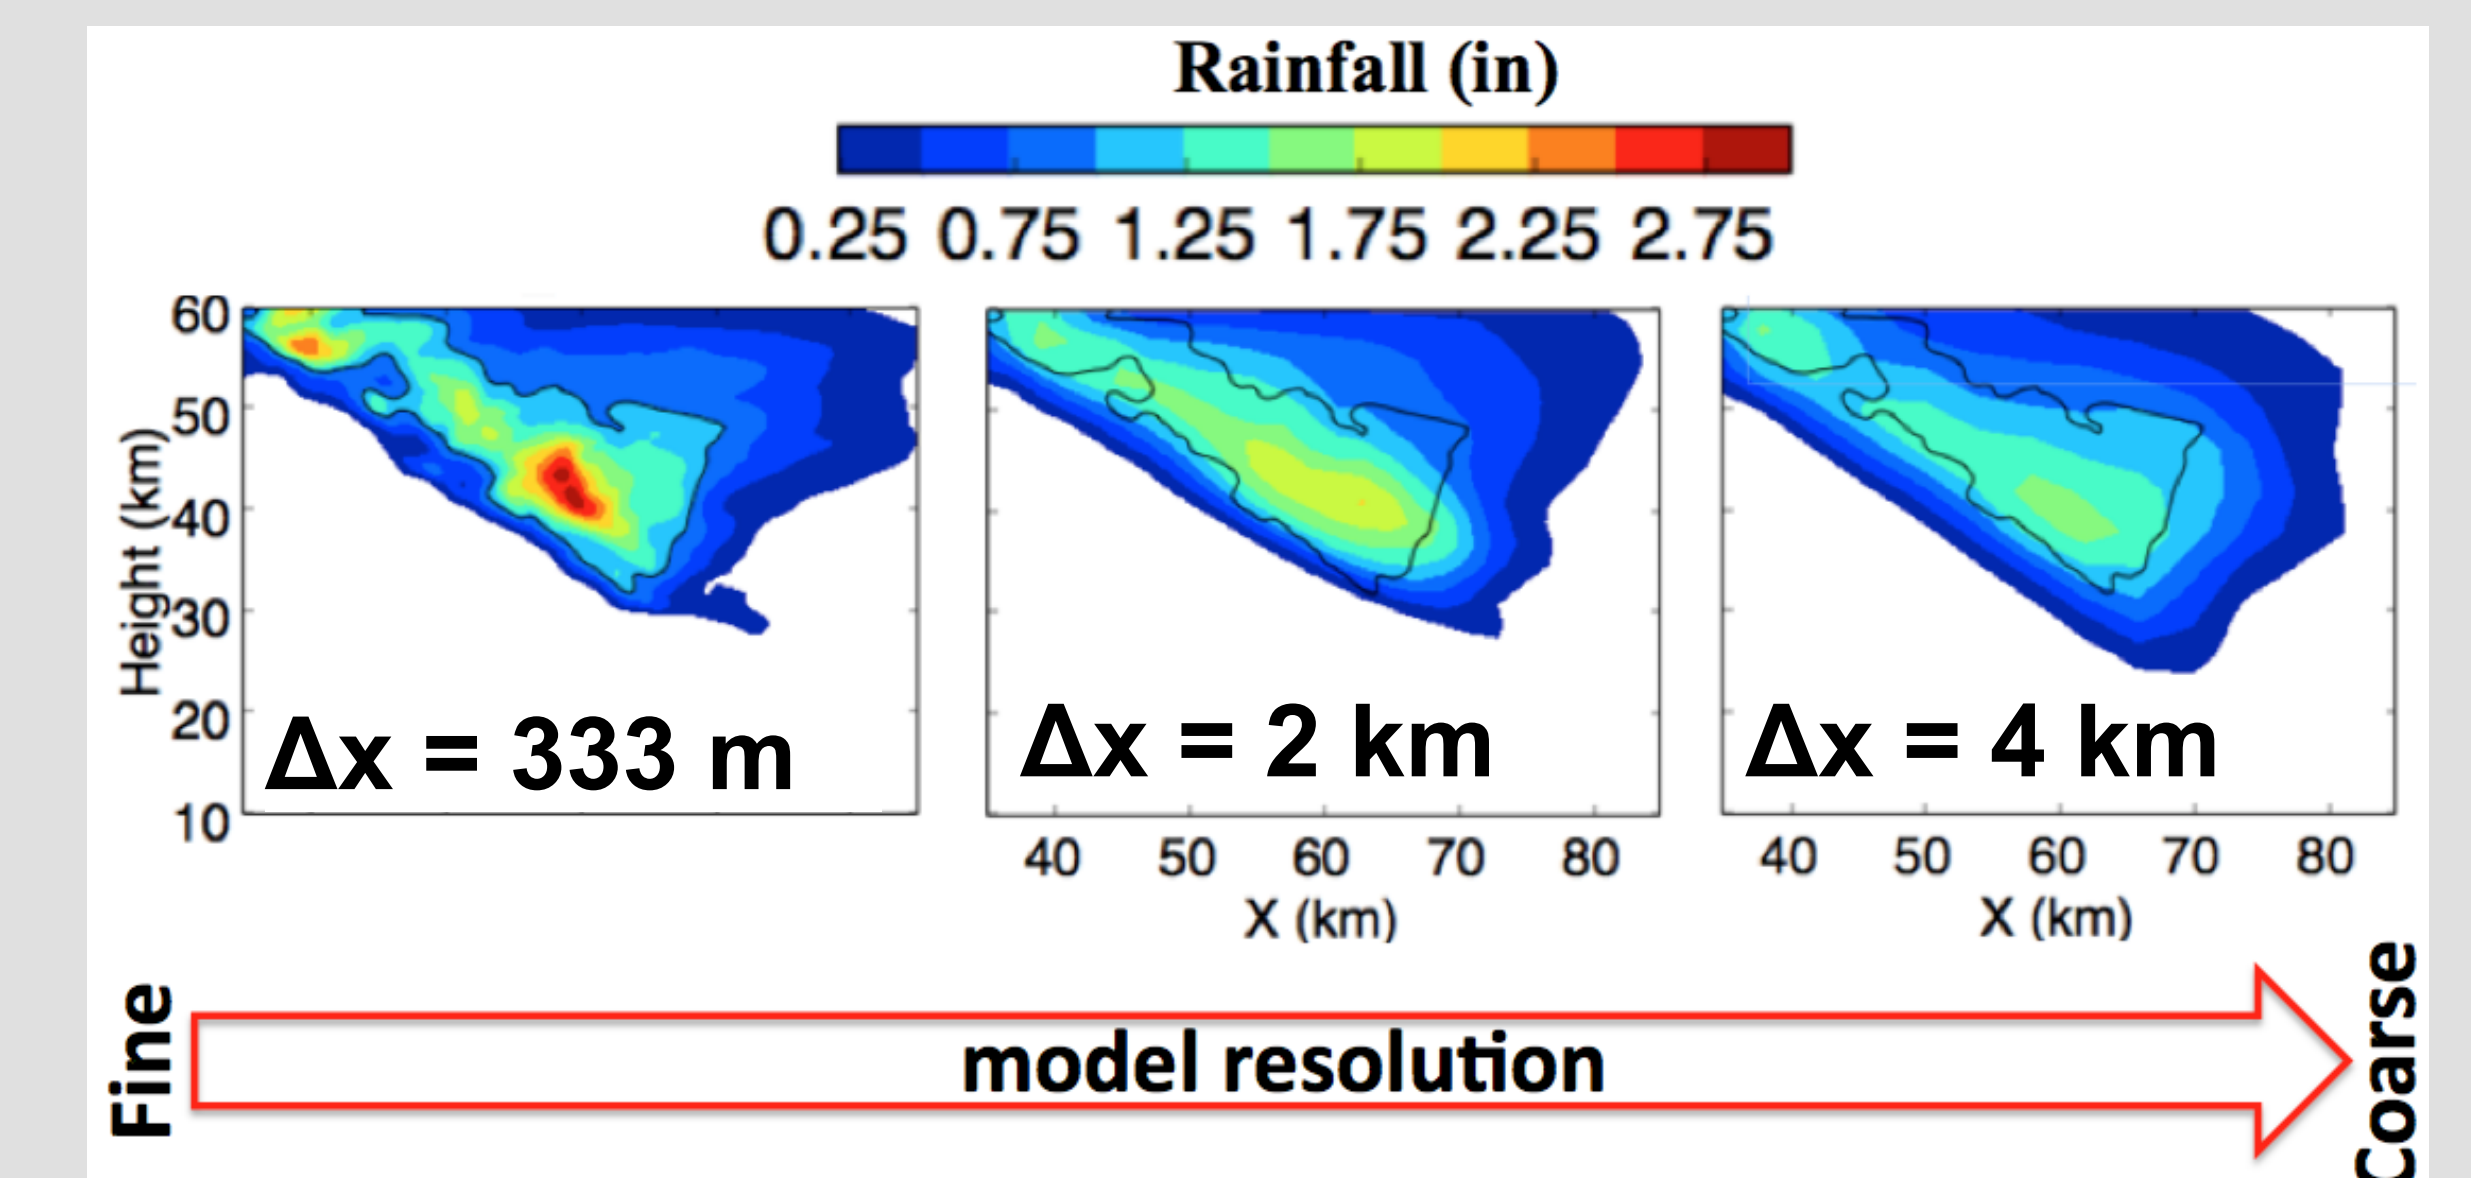 Rainfall (in)
0.25 0.75 1.25 1.75 2.25 2.75
Height (km)
60
50
40
30
20
10
Δx = 333 m
Δx = 2 km
40 50 60 70 80
X (km)
Δx = 4 km
40 50 60 70 80
X (km)
Fine
model resolution
Coarse